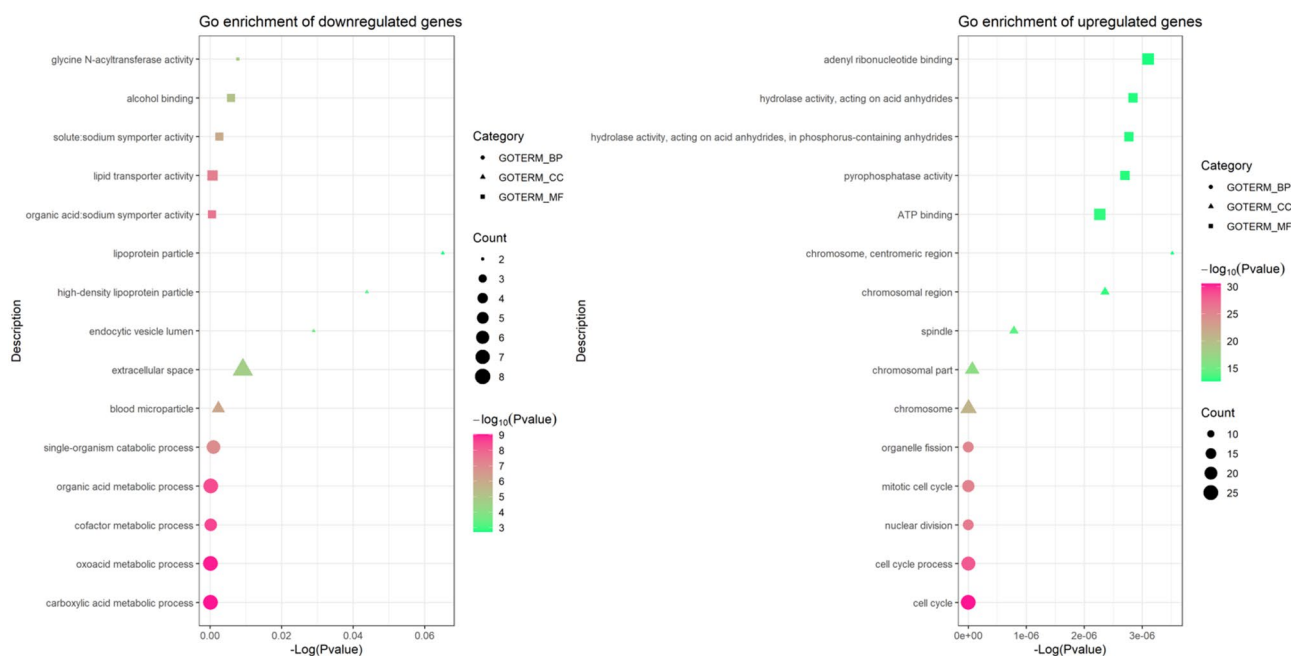 Go enrichment of downregulated genes
glycine N-acyltransferase activity
alcohol binding
solute:sodium symporter activity
lipid transporter activity
organic acid:sodium symporter activity
lipoprotein particle
high-density lipoprotein particle
endocytic vesicle lumen
extracellular space
blood microparticle
single-organism catabolic process
organic acid metabolic process
cofactor metabolic process
oxoacid metabolic process
carboxylic acid metabolic process
Description
0.00 0.02 0.04 0.06
-Log(Pvalue)
Category
GOTERM_BP
GOTERM_CC
GOTERM_MF
Count
2
3
4
5
6
7
8
−log10(Pvalue)
9
8
7
6
5
4
3
Go enrichment of upregulated genes
adenyl ribonucleotide binding
hydrolase activity, acting on acid anhydrides
hydrolase activity, acting on acid anhydrides, in phosphorus-containing anhydrides
pyrophosphatase activity
ATP binding
chromosome, centromeric region
chromosomal region
spindle
chromosomal part
chromosome
organelle fission
mitotic cell cycle
nuclear division
cell cycle process
cell cycle
Description
0e+00 1e-06 2e-06 3e-06
-Log(Pvalue)
Category
GOTERM_BP
GOTERM_CC
GOTERM_MF
−log10(Pvalue)
30
25
20
15
Count
10
15
20
25